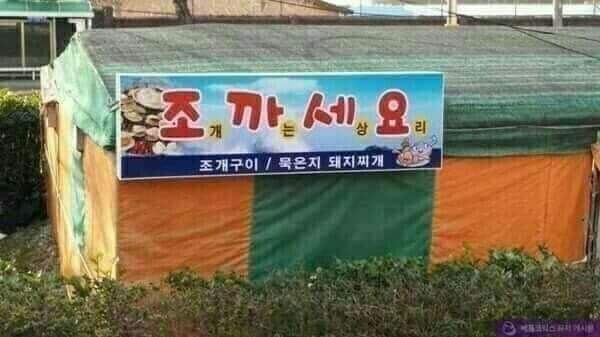 조개 까는 세상 요리
조개구이 / 묵은지 돼지찌개